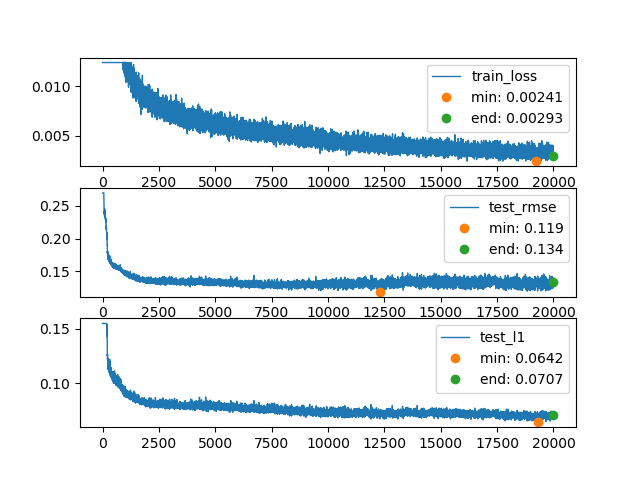 0.010
0.005
train_loss
min: 0.00241
end: 0.00293
0 2500 5000 7500 10000 12500 15000 17500 20000
0.25
0.20
0.15
test_rmse
min: 0.119
end: 0.134
0 2500 5000 7500 10000 12500 15000 17500 20000
0.15
0.10
test_l1
min: 0.0642
end: 0.0707
0 2500 5000 7500 10000 12500 15000 17500 20000